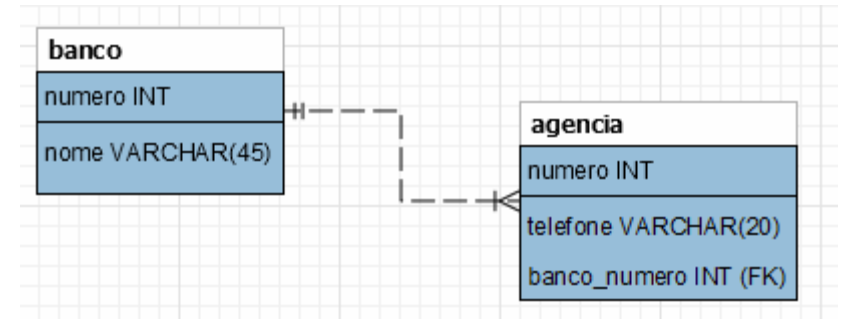 banco
numero INT
nome VARCHAR(45)
agencia
numero INT
telefone VARCHAR(20)
banco_numero INT (FK)